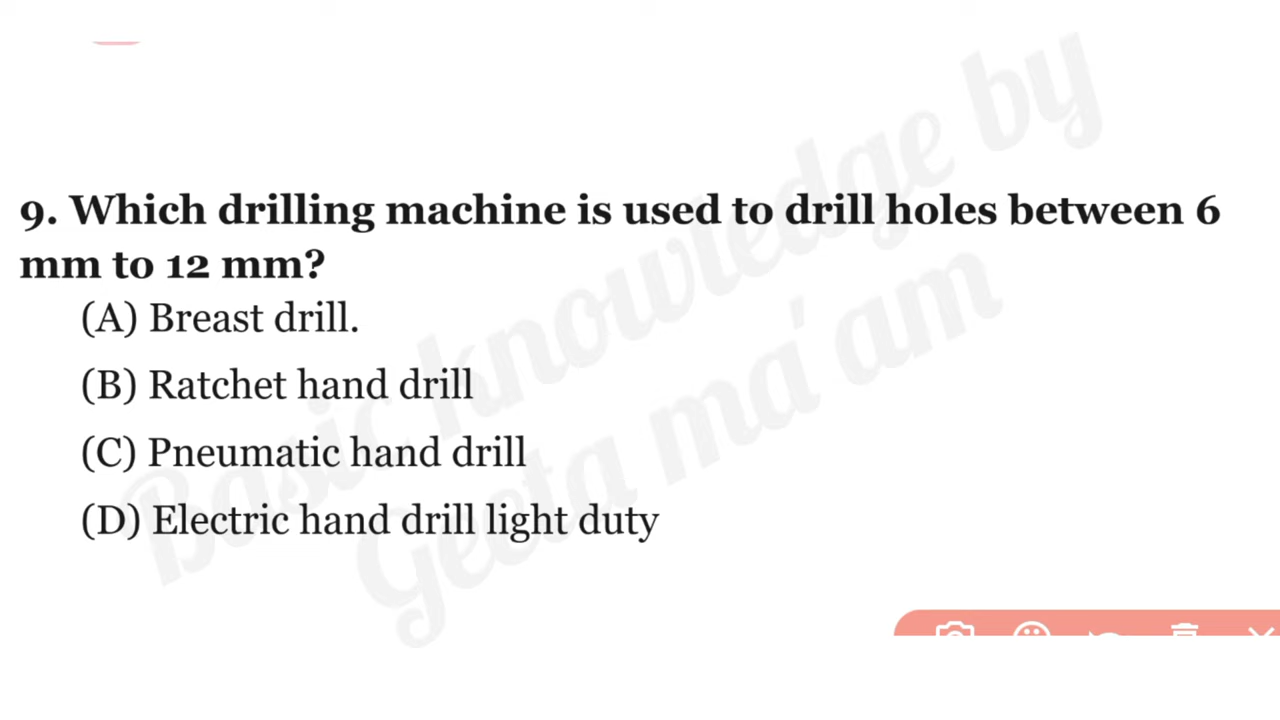 9. Which drilling machine is used to drill holes between 6
mm to 12 mm?
(A) Breast drill.
(B) Ratchet hand drill
(C) Pneumatic hand drill
(D) Electric hand drill light duty
Basic knowledge by
Geeta ma'am